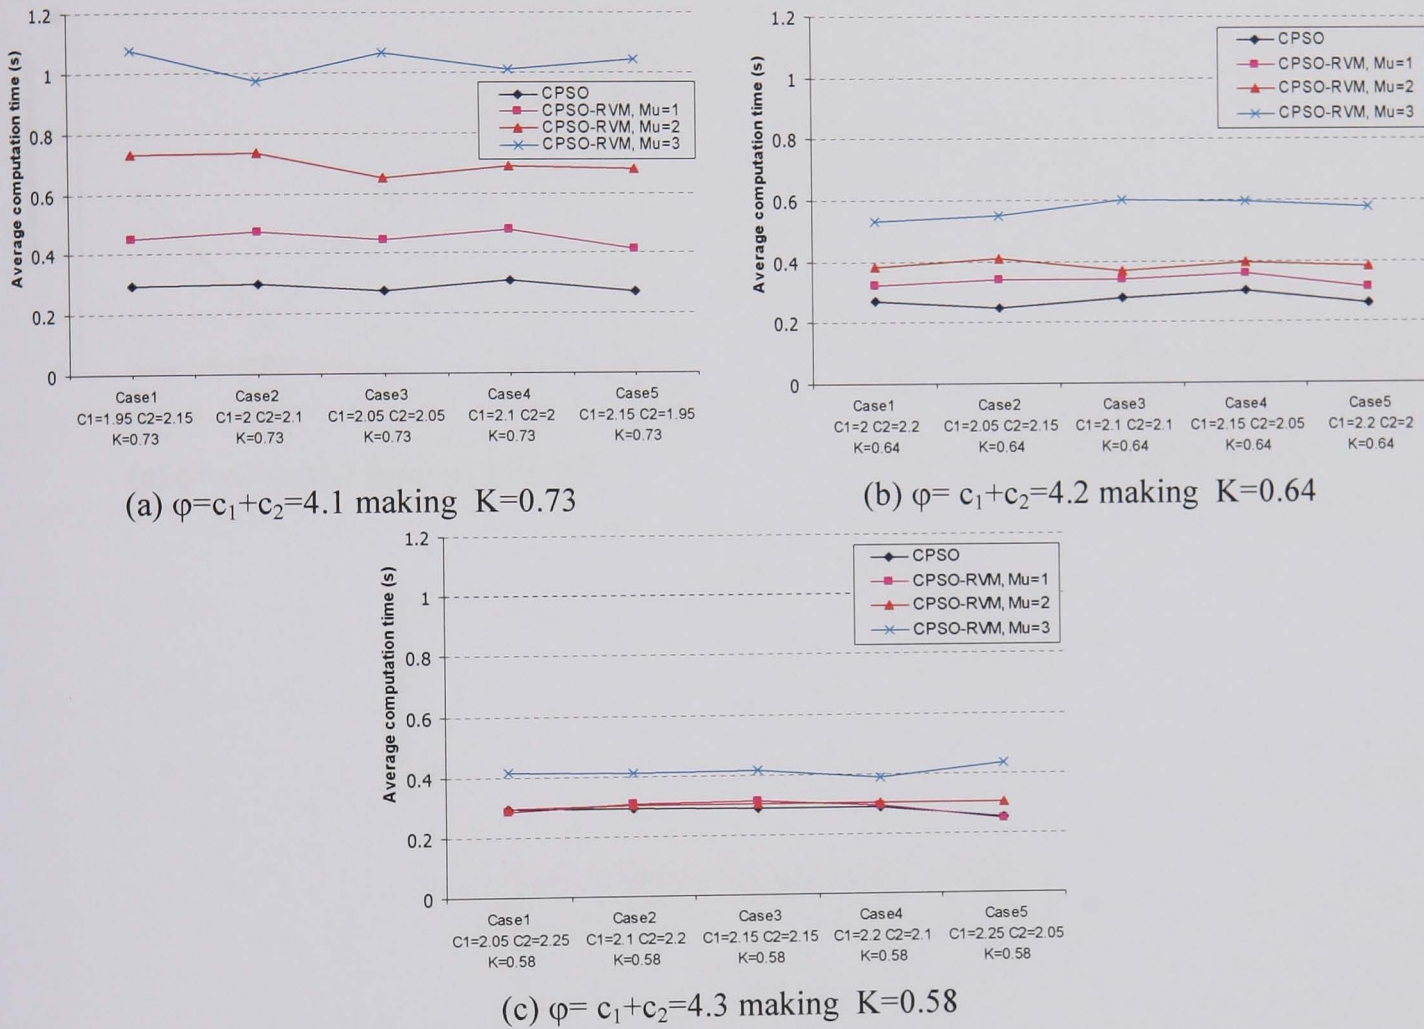 Average computation time (s)
1.2
1
0.8
0.6
0.4
0.2
0
CPSO
CPSO-RVM, Mu=1
CPSO-RVM, Mu=2
CPSO-RVM, Mu=3
Case1 Case2 Case3 Case4 Case5
C1=1.95 C2=2.15 C1=2 C2=2.1 C1=2.05 C2=2.05 C1=2.1 C2=2 C1=2.15 C2=1.95
K=0.73 K=0.73 K=0.73 K=0.73 K=0.73
(a) φ=c₁+c₂=4.1 making K=0.73
Average computation time (s)
1.2
1
0.8
0.6
0.4
0.2
0
CPSO
CPSO-RVM, Mu=1
CPSO-RVM, Mu=2
CPSO-RVM, Mu=3
Case1 Case2 Case3 Case4 Case5
C1=2 C2=2.2 C1=2.05 C2=2.15 C1=2.1 C2=2.1 C1=2.15 C2=2.05 C1=2.2 C2=2
K=0.64 K=0.64 K=0.64 K=0.64 K=0.64
(b) φ= c₁+c₂=4.2 making K=0.64
Average computation time (s)
1.2
1
0.8
0.6
0.4
0.2
0
CPSO
CPSO-RVM, Mu=1
CPSO-RVM, Mu=2
CPSO-RVM, Mu=3
Case1 Case2 Case3 Case4 Case5
C1=2.05 C2=2.25 C1=2.1 C2=2.2 C1=2.15 C2=2.15 C1=2.2 C2=2.1 C1=2.25 C2=2.05
K=0.58 K=0.58 K=0.58 K=0.58 K=0.58
(c) φ= c₁+c₂=4.3 making K=0.58